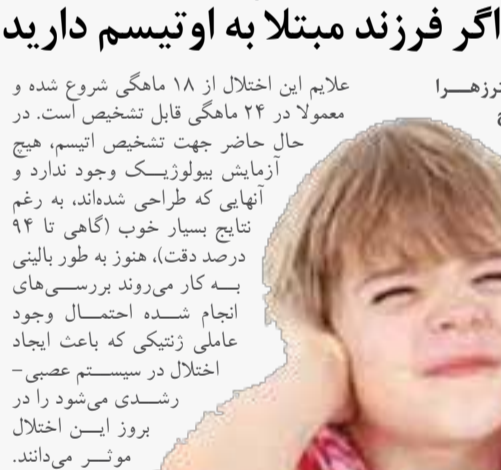 اگر فرزند مبتلا به اوتیسم دارید
علایم این اختلال از ۱۸ ماهگی شروع شده و
معمولا در ۲۴ ماهگی قابل تشخیص است. در
حال حاضر جهت تشخیص اتیسم، هیچ
آزمایش بیولوژیک وجود ندارد و
آنهایی که طراحی شده‌اند، به رغم
نتایج بسیار خوب (گاهی تا ۹۴
درصد دقت)، هنوز به طور بالینی
به کار می‌روند بررسی‌های
انجام شده احتمال وجود
عاملی ژنتیکی که باعث ایجاد
اختلال در سیستم عصبی-
رشدی می‌شود را در
بروز این اختلال
موثر می‌دانند.